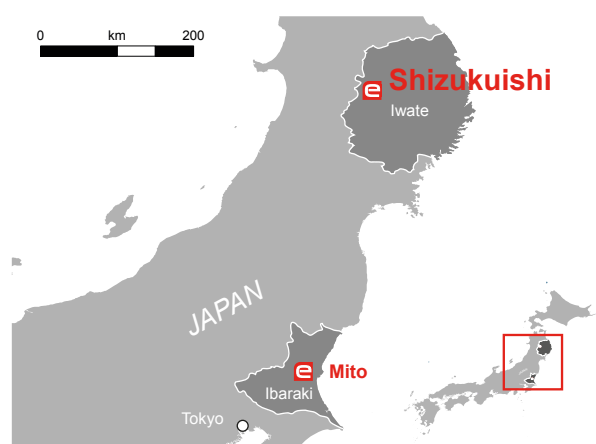 0 km 200
e Shizukuishi
Iwate
JAPAN
e Mito
Ibaraki
Tokyo